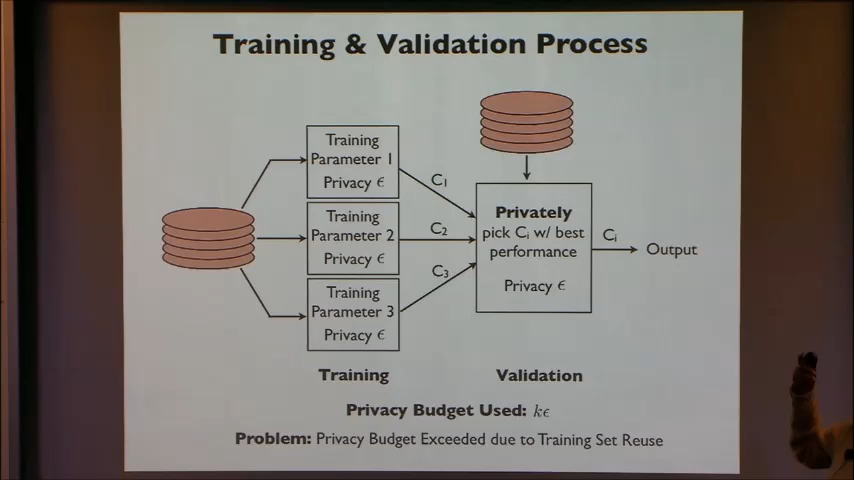 Training & Validation Process
Training
Parameter 1
Privacy ϵ
Training
Parameter 2
Privacy ϵ
Training
Parameter 3
Privacy ϵ
C₁
C₂
C₃
Privately
pick Cᵢ w/ best
performance
Privacy ϵ
Cᵢ
Output
Training
Validation
Privacy Budget Used: kϵ
Problem: Privacy Budget Exceeded due to Training Set Reuse